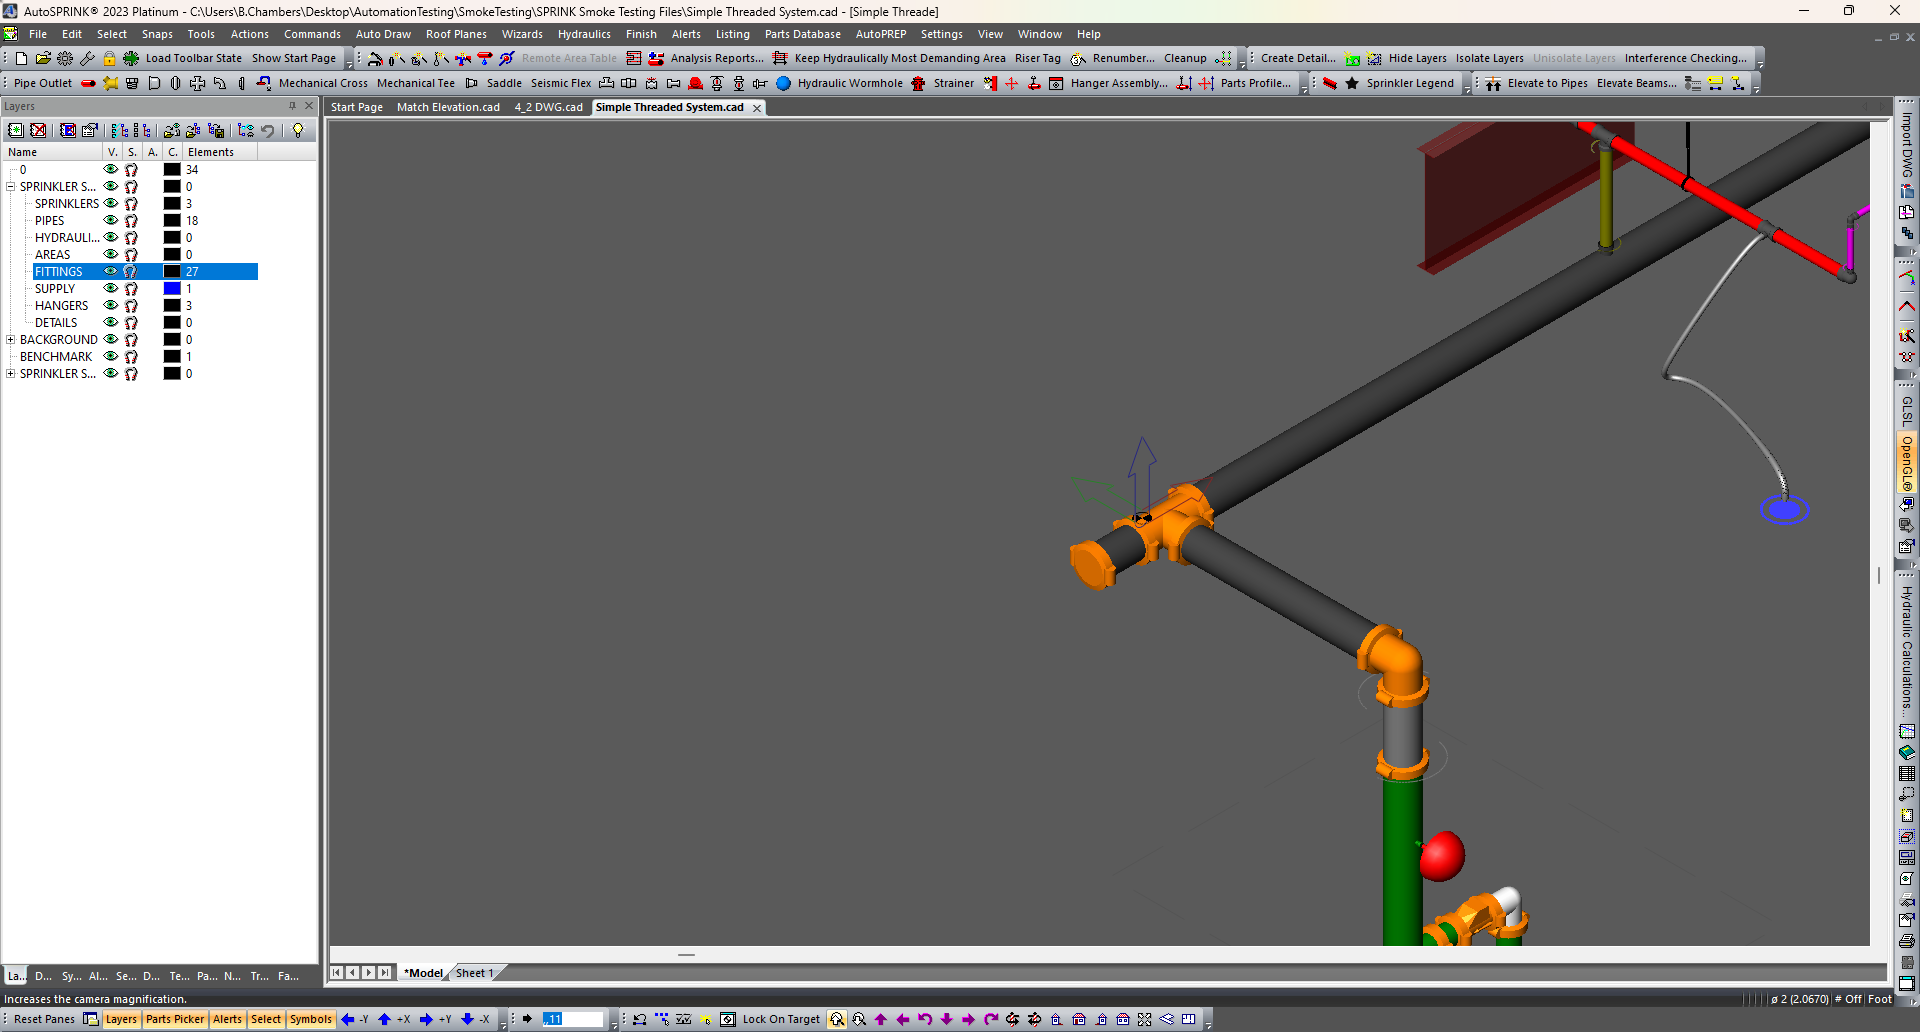 AutoSPRINK® 2023 Platinum - C:\Users\B.Chambers\Desktop\AutomationTesting\SmokeTesting\SPRINK Smoke Testing Files\Simple Threaded System.cad - [Simple Threade]
File Edit Select Snaps Tools Actions Commands Auto Draw Roof Planes Wizards Hydraulics Finish Alerts Listing Parts Database AutoPREP Settings View Window Help
Load Toolbar State Show Start Page Remote Area Table Analysis Reports... Keep Hydraulically Most Demanding Area Riser Tag Renumber... Cleanup Create Detail... Hide Layers Isolate Layers Unisolate Layers Interference Checking...
Pipe Outlet Mechanical Cross Mechanical Tee Saddle Seismic Flex Hydraulic Wormhole Strainer Hanger Assembly... Parts Profile... Sprinkler Legend Elevate to Pipes Elevate Beams...
Layers
Start Page Match Elevation.cad 4_2 DWG.cad Simple Threaded System.cad
Name V. S. A. C. Elements
0 34
SPRINKLER S... 0
SPRINKLERS 3
PIPES 18
HYDRAULI... 0
AREAS 0
FITTINGS 27
SUPPLY 1
HANGERS 3
DETAILS 0
BACKGROUND 0
BENCHMARK 1
SPRINKLER S... 0
Import DWG
GLSL
OpenGL®
Hydraulic Calculations...
La... D... Sy... Al... Se... D... Te... Pa... N... Tr... Fa...
*Model Sheet 1
Increases the camera magnification.
ø 2 (2.0670) # Off Foot
Reset Panes Layers Parts Picker Alerts Select Symbols -Y +X +Y -X .11 Lock On Target